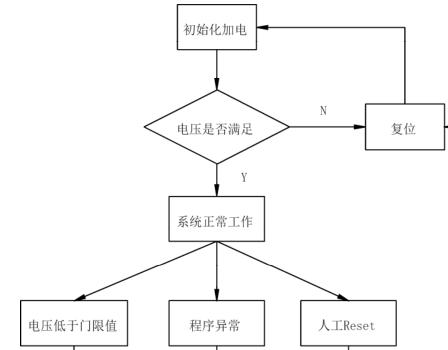 初始化加电
电压是否满足
N
复位
Y
系统正常工作
电压低于门限值
程序异常
人工Reset